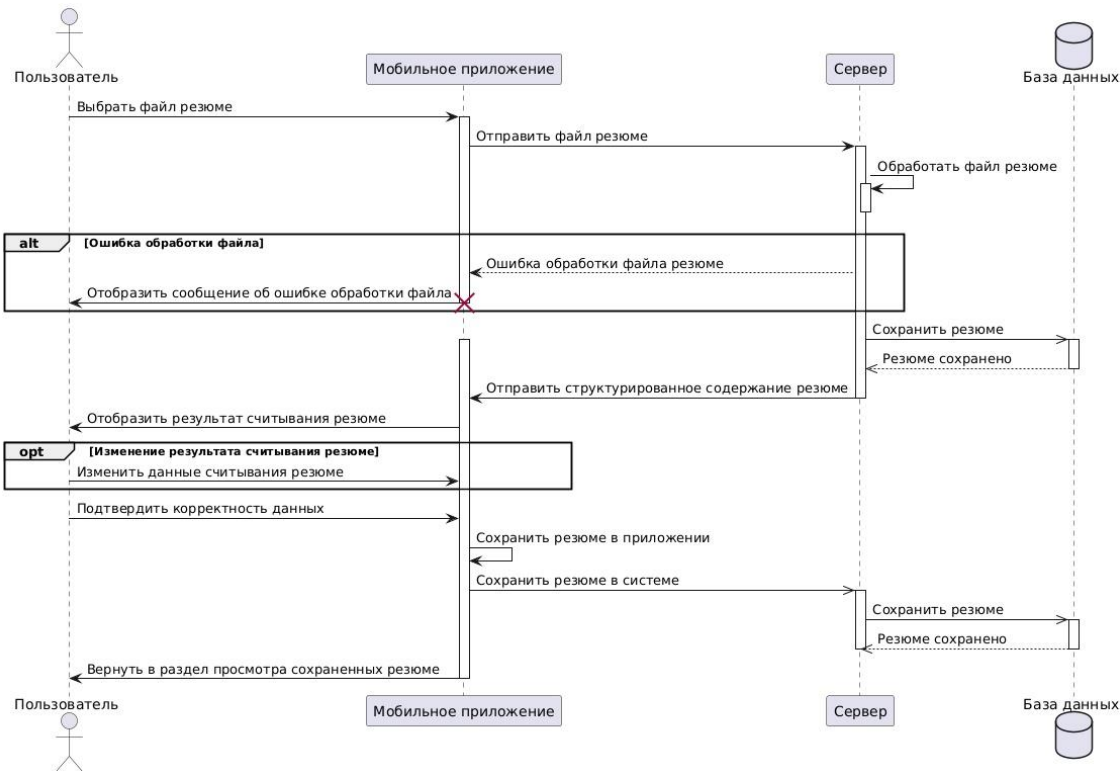 Пользователь
Мобильное приложение
Сервер
База данных
Выбрать файл резюме
Отправить файл резюме
Обработать файл резюме
alt [Ошибка обработки файла]
Ошибка обработки файла резюме
Отобразить сообщение об ошибке обработки файла
Сохранить резюме
Резюме сохранено
Отправить структурированное содержание резюме
Отобразить результат считывания резюме
opt [Изменение результата считывания резюме]
Изменить данные считывания резюме
Подтвердить корректность данных
Сохранить резюме в приложении
Сохранить резюме в системе
Сохранить резюме
Резюме сохранено
Вернуть в раздел просмотра сохраненных резюме
Пользователь
Мобильное приложение
Сервер
База данных